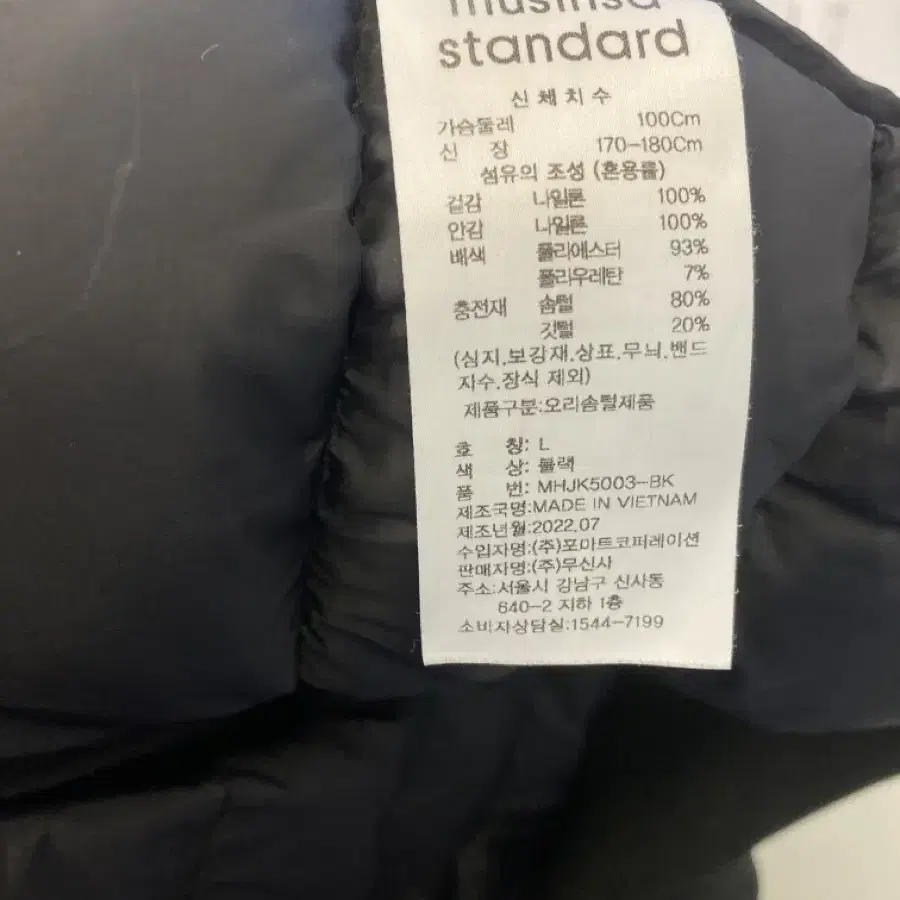 musinsa
standard
신체치수
가슴둘레 100Cm
신 장 170-180Cm
섬유의 조성 (혼용률)
겉감 나일론 100%
안감 나일론 100%
배색 폴리에스터 93%
폴리우레탄 7%
충전재 솜털 80%
깃털 20%
(심지.보강재.상표.무늬.밴드
지수.장식 제외)
제품구분:오리솜털제품
호 칭: L
색 상: 블랙
품 번: MHJK5003-BK
제조국명:MADE IN VIETNAM
제조년월:2022.07
수입자명:(주)포마트코퍼레이션
판매자명:(주)무신사
주소:서울시 강남구 신사동
640-2 지하 1층
소비자상담실:1544-7199